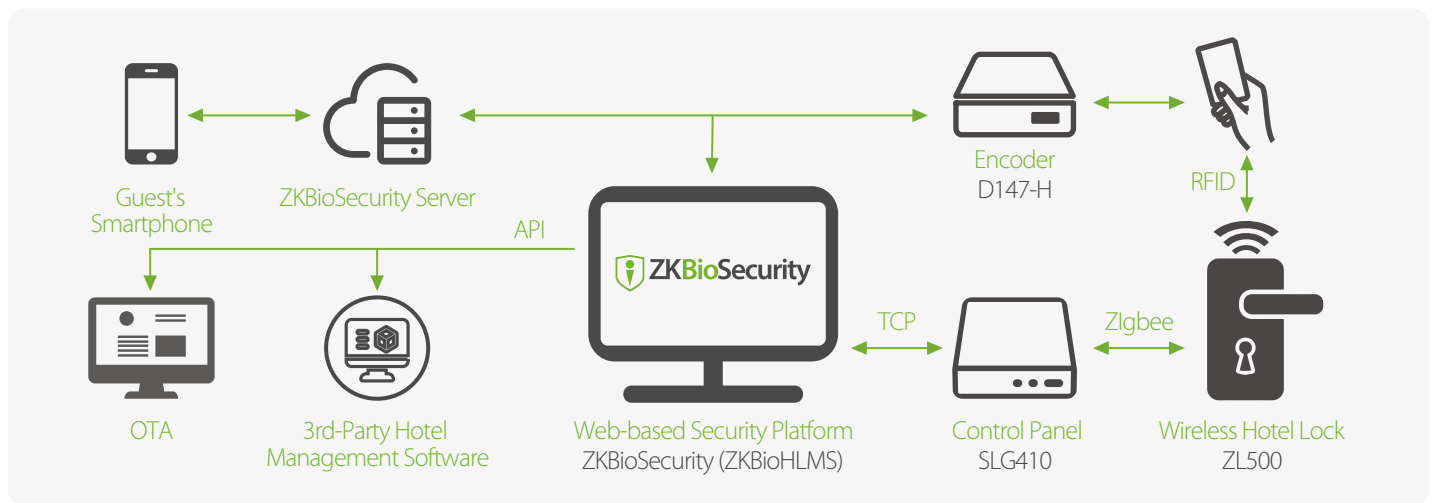 Guest's
Smartphone
ZKBioSecurity Server
Encoder
D147-H
RFID
API
ZKBioSecurity
TCP
ZIgbee
OTA
3rd-Party Hotel
Management Software
Web-based Security Platform
ZKBioSecurity (ZKBioHLMS)
Control Panel
SLG410
Wireless Hotel Lock
ZL500